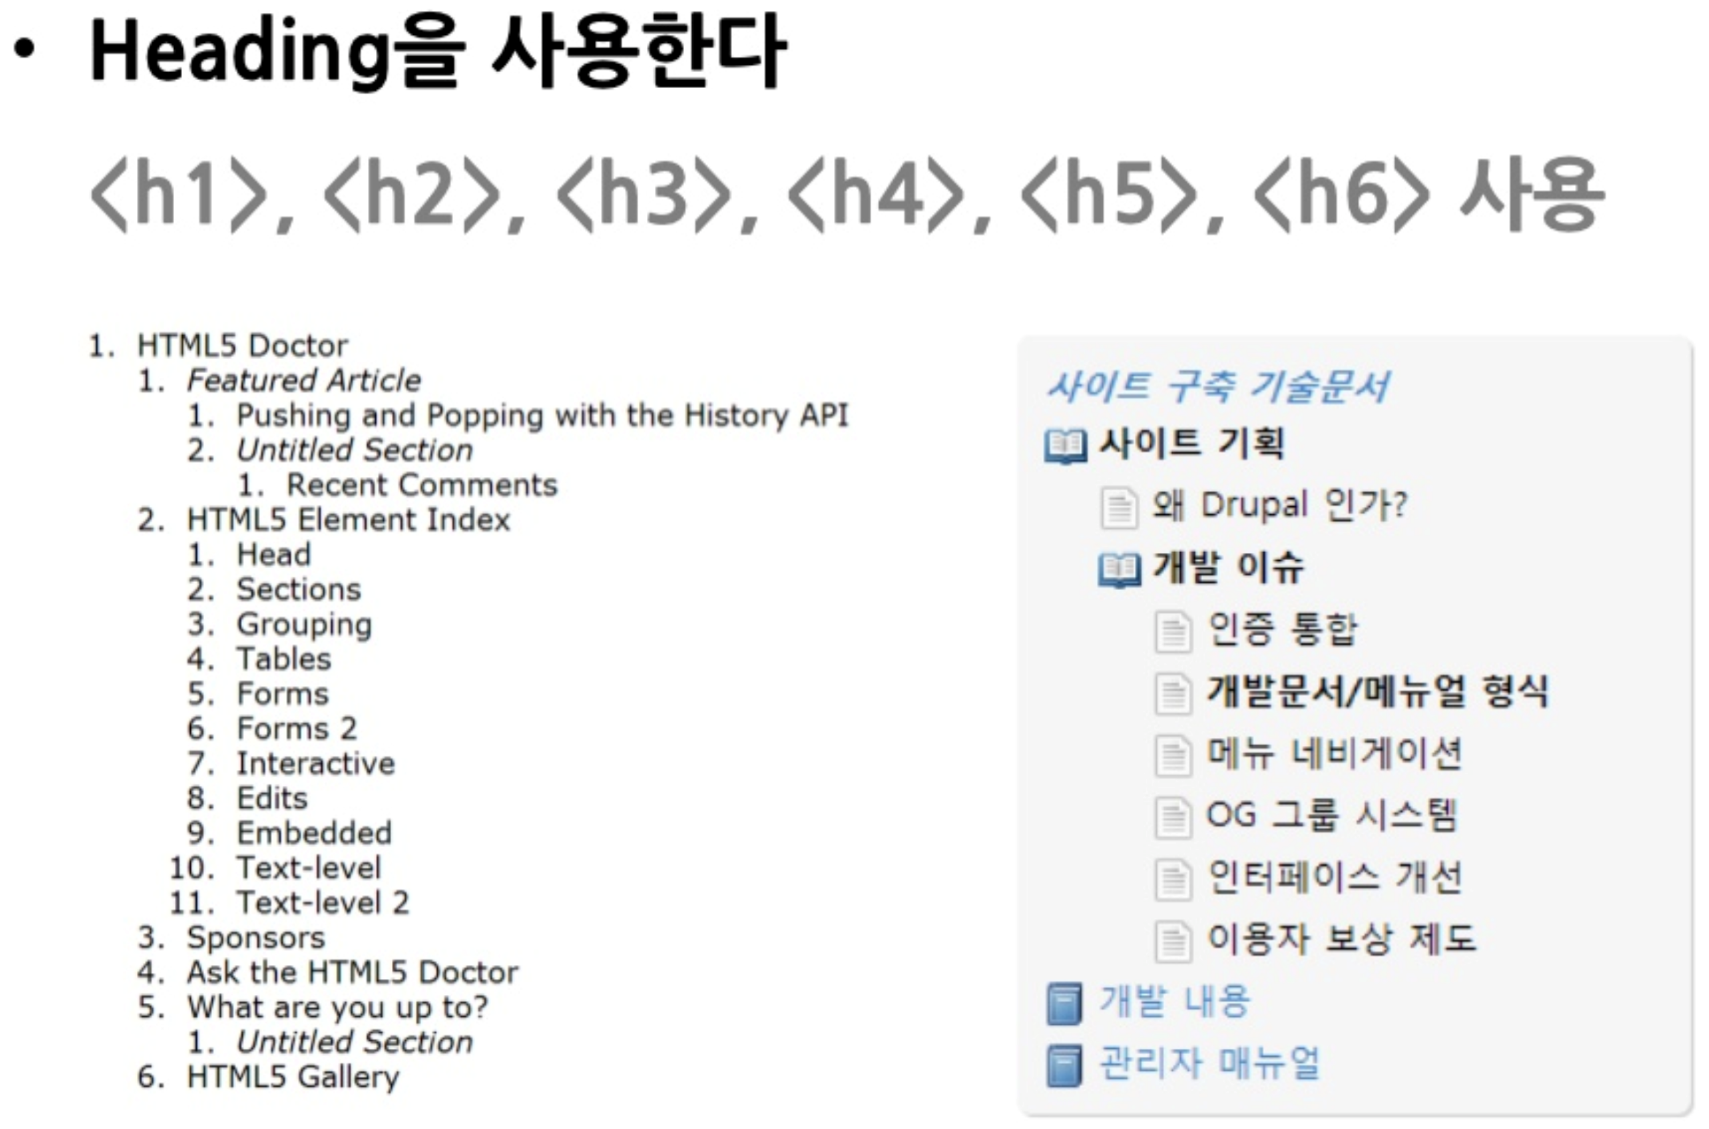 • Heading을 사용한다
<h1>, <h2>, <h3>, <h4>, <h5>, <h6> 사용
1. HTML5 Doctor
1. Featured Article
1. Pushing and Popping with the History API
2. Untitled Section
1. Recent Comments
2. HTML5 Element Index
1. Head
2. Sections
3. Grouping
4. Tables
5. Forms
6. Forms 2
7. Interactive
8. Edits
9. Embedded
10. Text-level
11. Text-level 2
3. Sponsors
4. Ask the HTML5 Doctor
5. What are you up to?
1. Untitled Section
6. HTML5 Gallery
사이트 구축 기술문서
사이트 기획
왜 Drupal 인가?
개발 이슈
인증 통합
개발문서/메뉴얼 형식
메뉴 네비게이션
OG 그룹 시스템
인터페이스 개선
이용자 보상 제도
개발 내용
관리자 매뉴얼